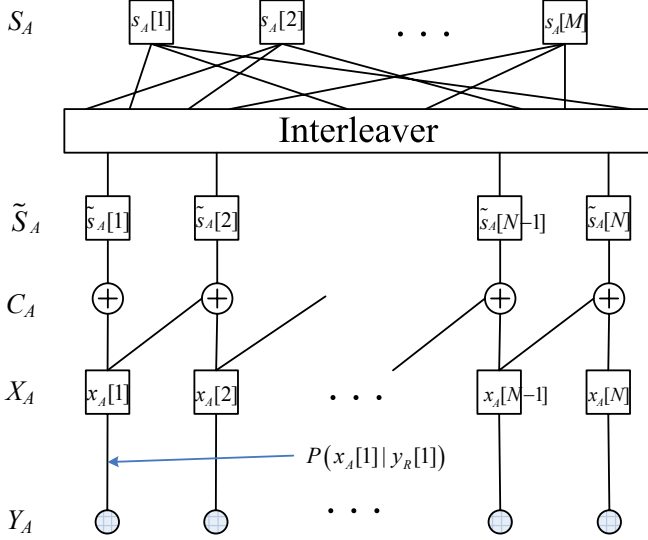 S_A s_A[1] s_A[2] . . . s_A[M]
Interleaver
S̃_A s̃_A[1] s̃_A[2] s̃_A[N−1] s̃_A[N]
C_A + + + +
X_A x_A[1] x_A[2] . . . x_A[N−1] x_A[N]
P(x_A[1] | y_R[1])
Y_A . . .